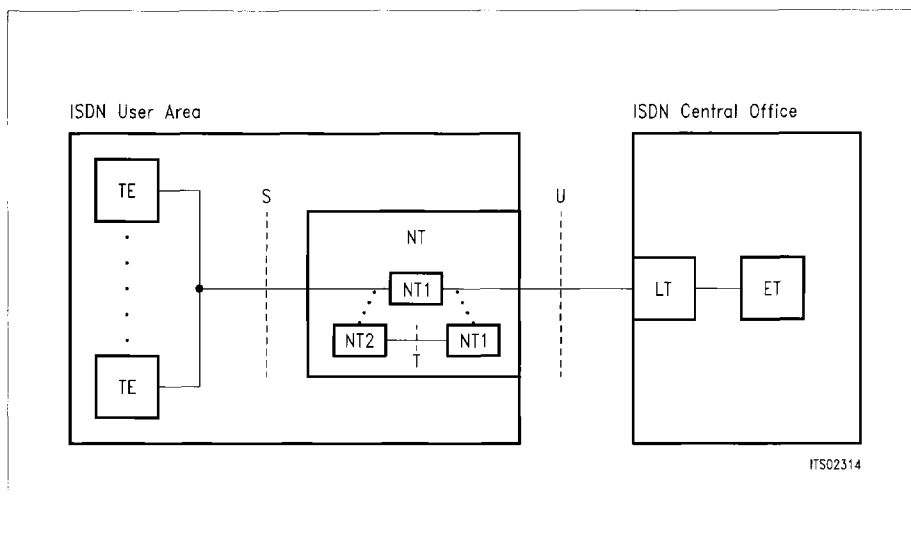 ISDN User Area
ISDN Central Office
TE
S
U
NT
NT1
LT
ET
NT2
NT1
T
TE
ITS02314